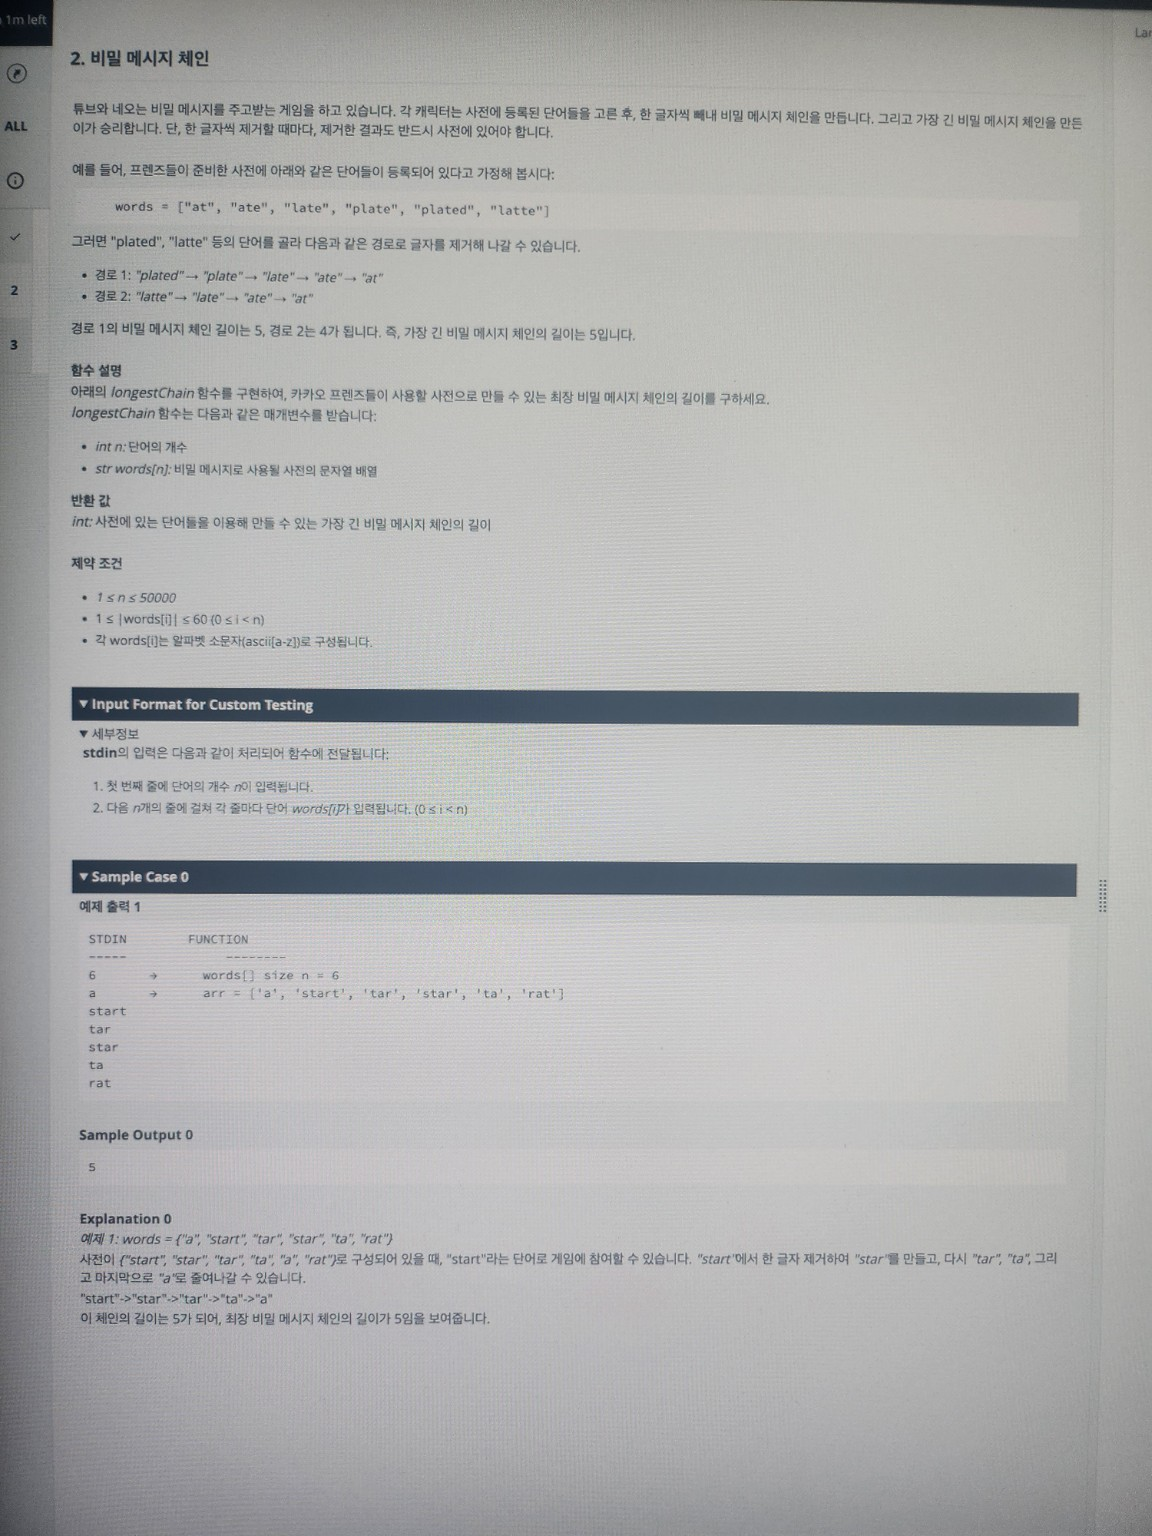 1m left
Lar
ALL
2
3
2. 비밀 메시지 체인
튜브와 네오는 비밀 메시지를 주고받는 게임을 하고 있습니다. 각 캐릭터는 사전에 등록된 단어들을 고른 후, 한 글자씩 빼내 비밀 메시지 체인을 만듭니다. 그리고 가장 긴 비밀 메시지 체인을 만든
이가 승리합니다. 단, 한 글자씩 제거할 때마다, 제거한 결과도 반드시 사전에 있어야 합니다.
예를 들어, 프렌즈들이 준비한 사전에 아래와 같은 단어들이 등록되어 있다고 가정해 봅시다:
words = ["at", "ate", "late", "plate", "plated", "latte"]
그러면 "plated", "latte" 등의 단어를 골라 다음과 같은 경로로 글자를 제거해 나갈 수 있습니다.
• 경로 1: "plated"→ "plate"→ "late"→ "ate"→ "at"
• 경로 2: "latte"→ "late"→ "ate"→ "at"
경로 1의 비밀 메시지 체인 길이는 5, 경로 2는 4가 됩니다. 즉, 가장 긴 비밀 메시지 체인의 길이는 5입니다.
함수 설명
아래의 longestChain 함수를 구현하여, 카카오 프렌즈들이 사용할 사전으로 만들 수 있는 최장 비밀 메시지 체인의 길이를 구하세요.
longestChain 함수는 다음과 같은 매개변수를 받습니다:
• int n: 단어의 개수
• str words[n]: 비밀 메시지로 사용될 사전의 문자열 배열
반환 값
int: 사전에 있는 단어들을 이용해 만들 수 있는 가장 긴 비밀 메시지 체인의 길이
제약 조건
• 1 ≤ n ≤ 50000
• 1 ≤ |words[i]| ≤ 60 (0 ≤ i < n)
• 각 words[i]는 알파벳 소문자(ascii[a-z])로 구성됩니다.
▼ Input Format for Custom Testing
▼ 세부정보
stdin의 입력은 다음과 같이 처리되어 함수에 전달됩니다:
1. 첫 번째 줄에 단어의 개수 n이 입력됩니다.
2. 다음 n개의 줄에 걸쳐 각 줄마다 단어 words[i]가 입력됩니다. (0 ≤ i < n)
▼ Sample Case 0
예제 출력 1
STDIN FUNCTION
----- --------
6 → words[] size n = 6
a → arr = ['a', 'start', 'tar', 'star', 'ta', 'rat']
start
tar
star
ta
rat
Sample Output 0
5
Explanation 0
예제 1: words = {"a", "start", "tar", "star", "ta", "rat"}
사전이 {"start", "star", "tar", "ta", "a", "rat"}로 구성되어 있을 때, "start"라는 단어로 게임에 참여할 수 있습니다. "start"에서 한 글자 제거하여 "star"를 만들고, 다시 "tar", "ta", 그리
고 마지막으로 "a"로 줄여나갈 수 있습니다.
"start"->"star"->"tar"->"ta"->"a"
이 체인의 길이는 5가 되어, 최장 비밀 메시지 체인의 길이가 5임을 보여줍니다.